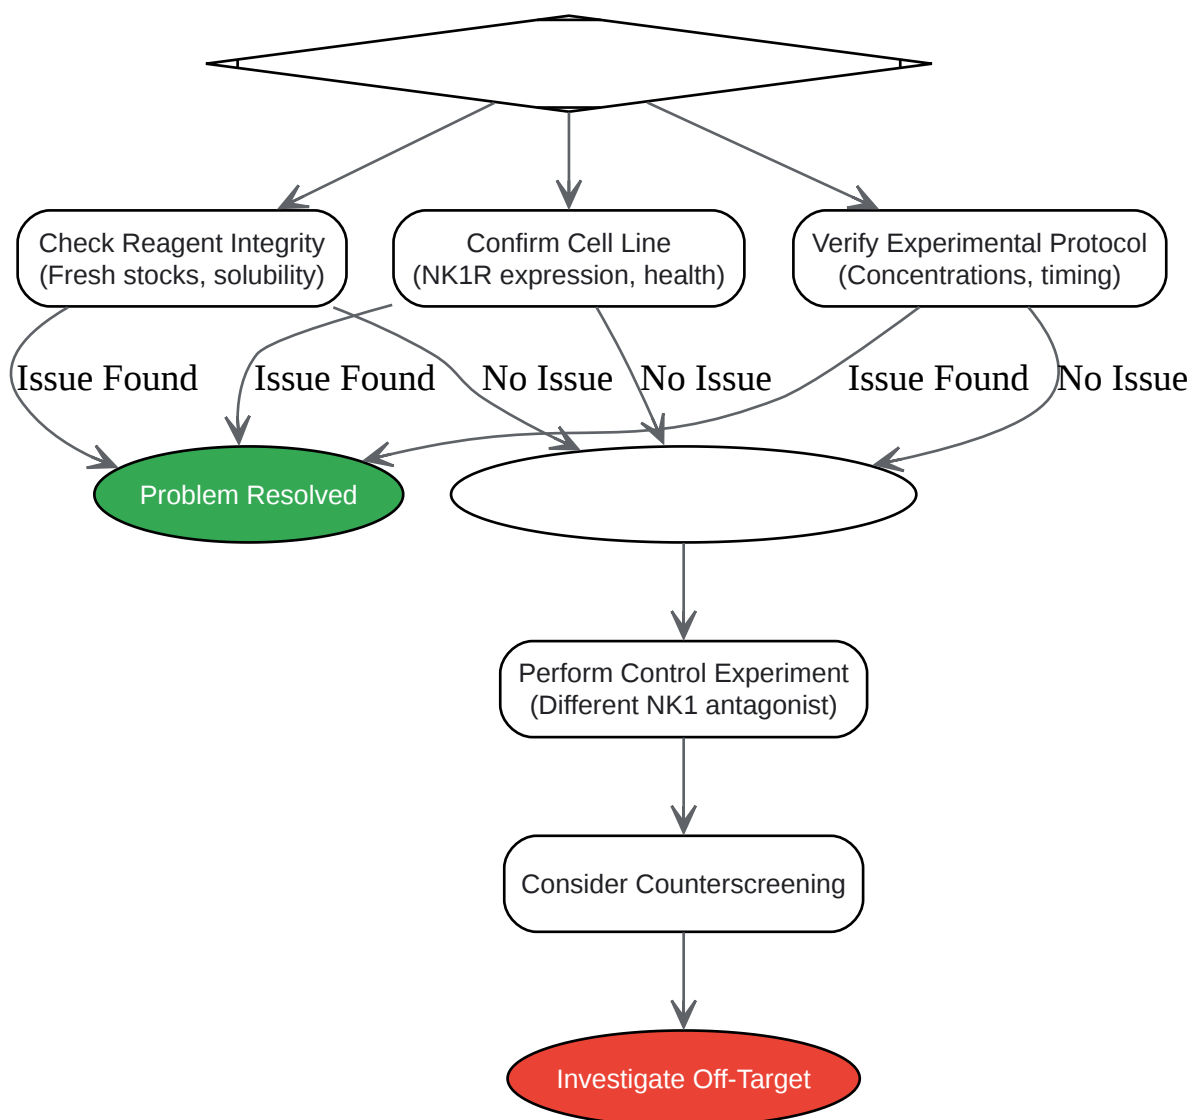 Check Reagent Integrity
(Fresh stocks, solubility)
Confirm Cell Line
(NK1R expression, health)
Verify Experimental Protocol
(Concentrations, timing)
Issue Found
Issue Found
No Issue
No Issue
Issue Found
No Issue
Problem Resolved
Perform Control Experiment
(Different NK1 antagonist)
Consider Counterscreening
Investigate Off-Target